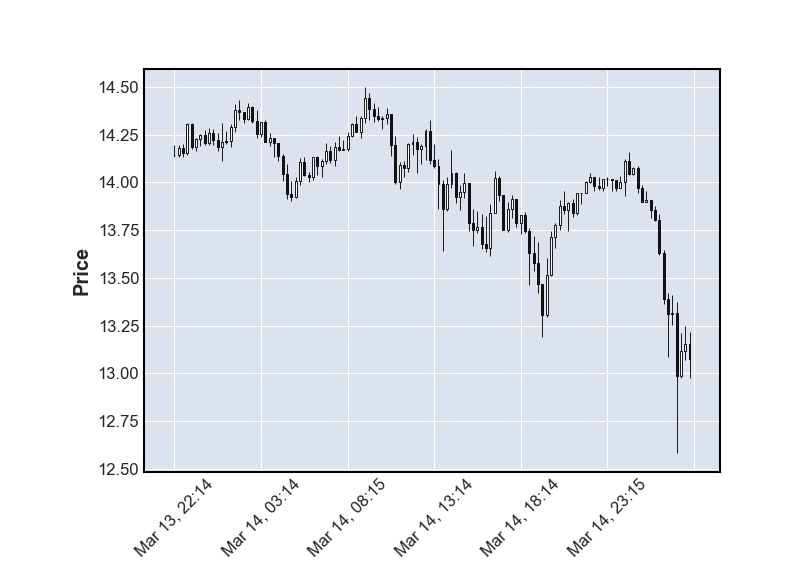 14.50
14.25
14.00
13.75
13.50
13.25
13.00
12.75
12.50
Price
Mar 13, 22:14
Mar 14, 03:14
Mar 14, 08:15
Mar 14, 13:14
Mar 14, 18:14
Mar 14, 23:15